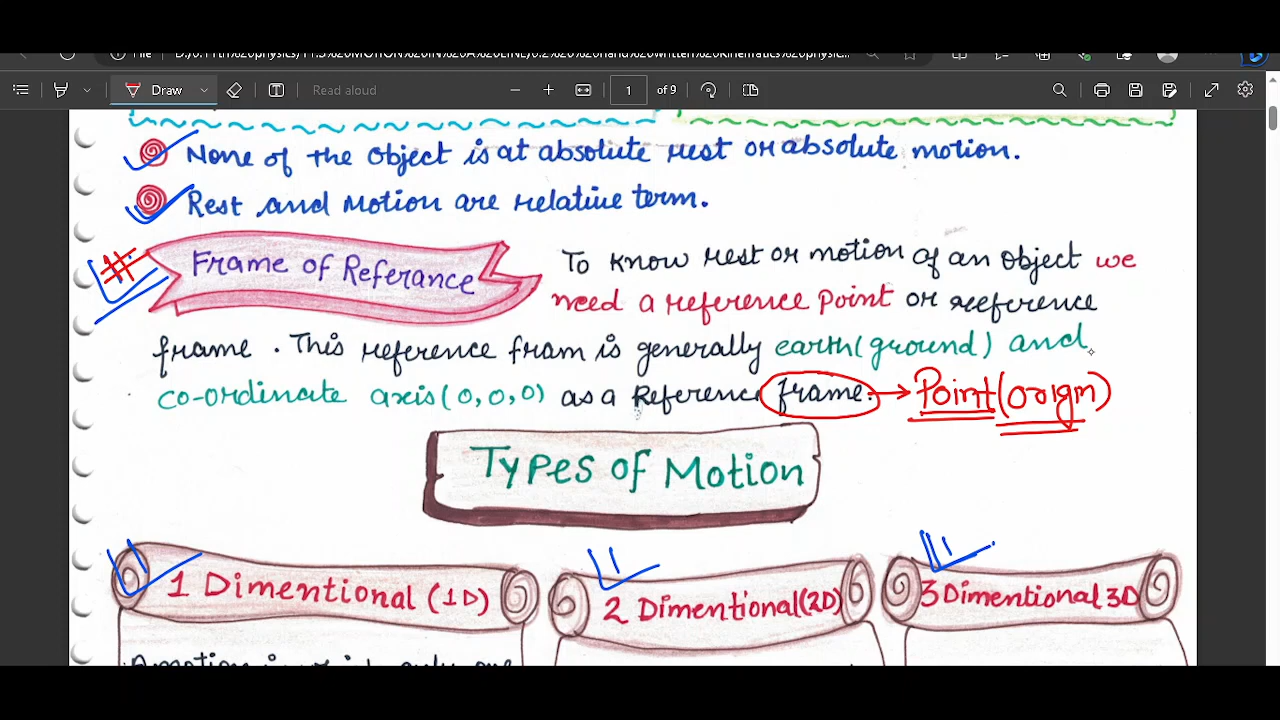 File
Draw
Read aloud
1 of 9
None of the object is at absolute rest or absolute motion.
Rest and Motion are relative term.
# Frame of Referance
To know rest or motion of an object we
need a reference Point or reference
frame. This reference fram is generally earth(ground) and
co-ordinate axis (0,0,0) as a Reference frame. → Point (origin)
Types of Motion
1 Dimentional (1D)
2 Dimentional(2D)
3 Dimentional 3D